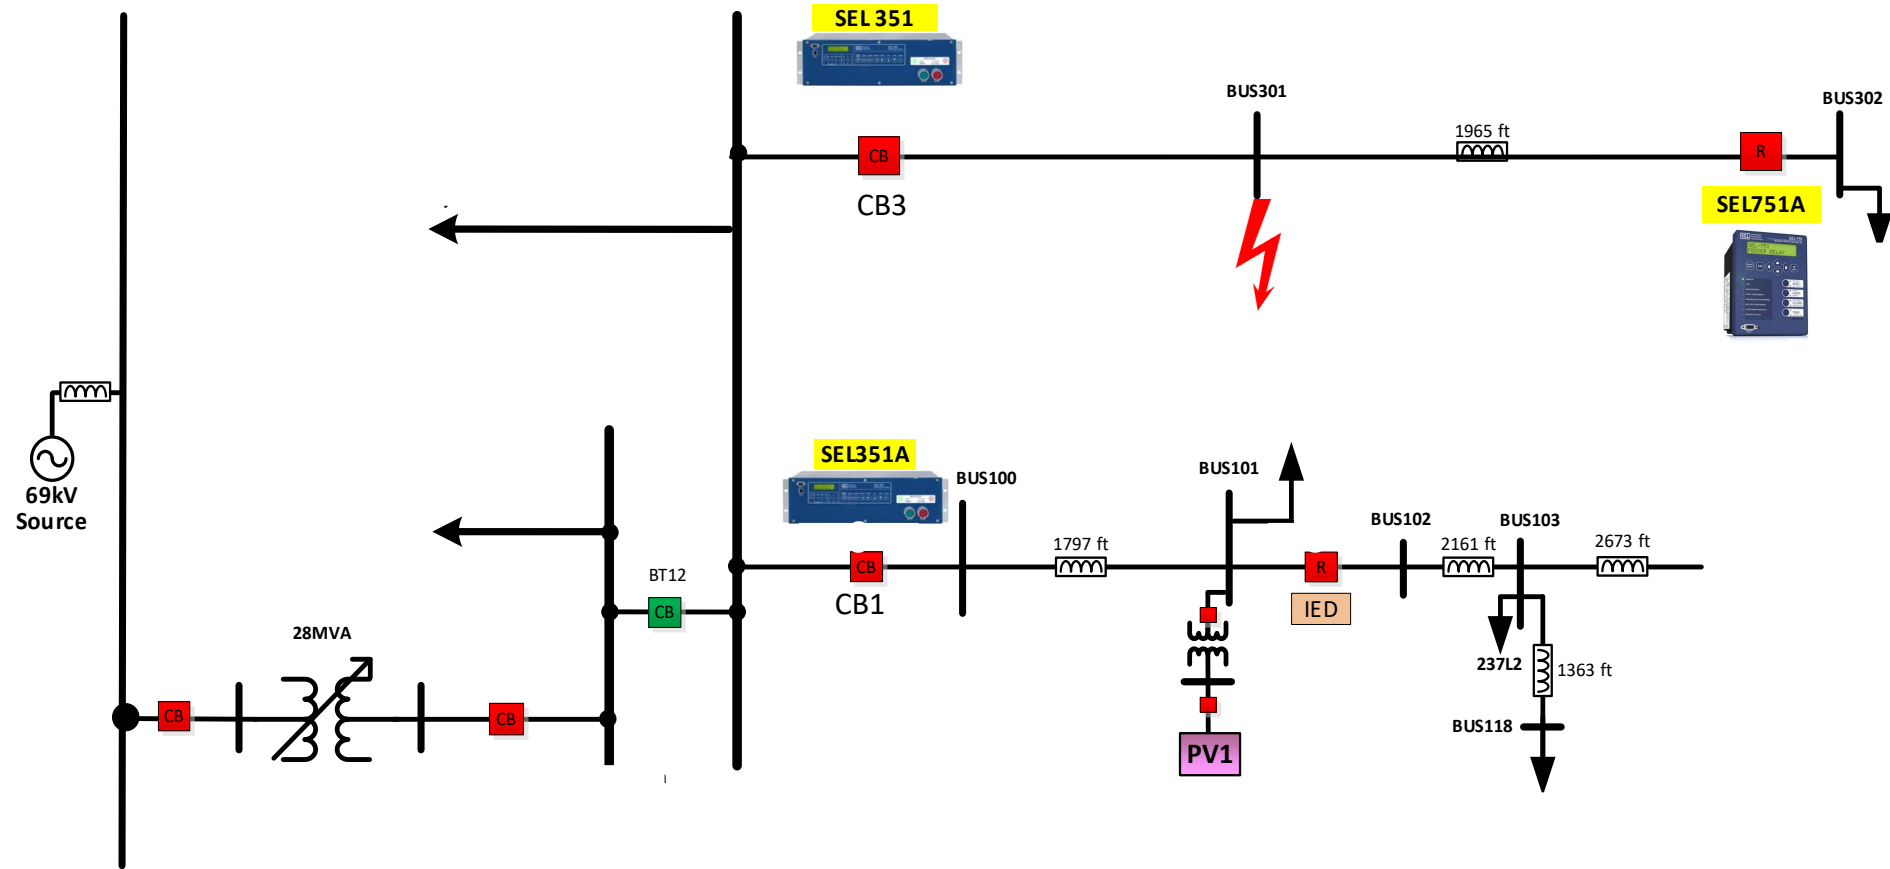 SEL 351
BUS301
BUS302
1965 ft
CB
R
CB3
SEL751A
69kV
Source
SEL351A
BUS100
BUS101
BUS102
BUS103
1797 ft
2161 ft
2673 ft
CB
R
CB1
IED
BT12
CB
28MVA
237L2
1363 ft
CB
CB
BUS118
PV1